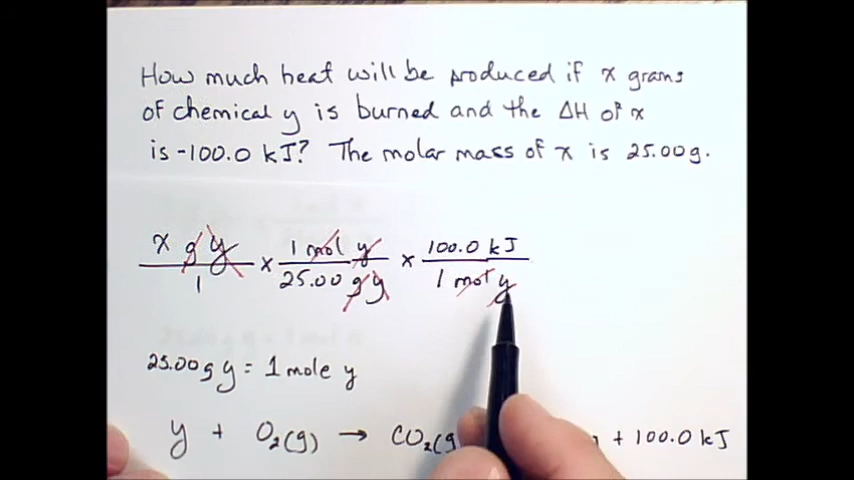 How much heat will be produced if x grams
of chemical y is burned and the ΔH of x
is -100.0 kJ? The molar mass of x is 25.00g.
x g y / 1 × 1 mol y / 25.00 g y × 100.0 kJ / 1 mol y
25.00g y = 1 mole y
y + O₂(g) → CO₂(g + 100.0 kJ